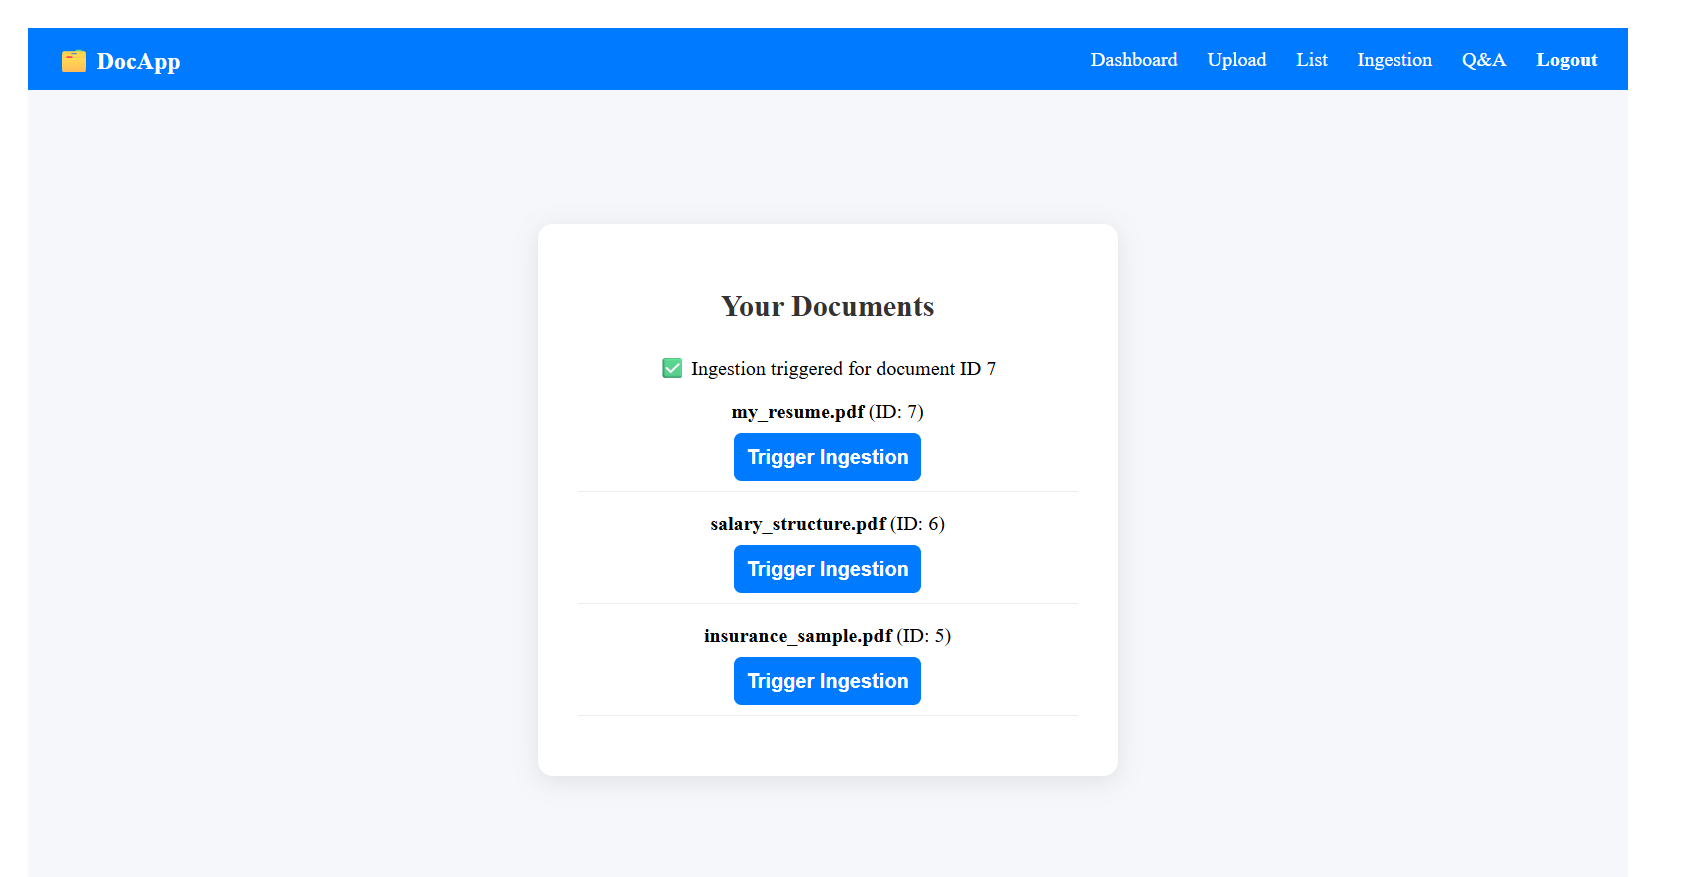 DocApp
Dashboard Upload List Ingestion Q&A Logout
Your Documents
Ingestion triggered for document ID 7
my_resume.pdf (ID: 7)
Trigger Ingestion
salary_structure.pdf (ID: 6)
Trigger Ingestion
insurance_sample.pdf (ID: 5)
Trigger Ingestion